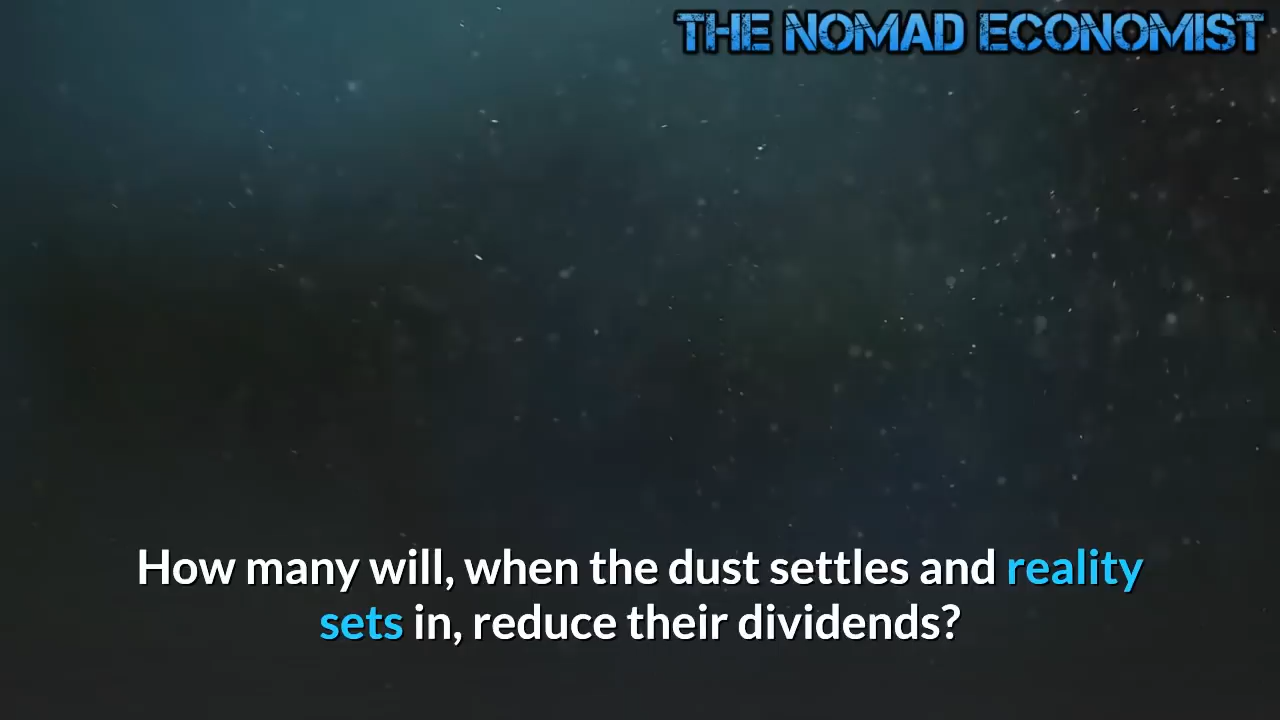 THE NOMAD ECONOMIST
How many will, when the dust settles and reality
sets in, reduce their dividends?